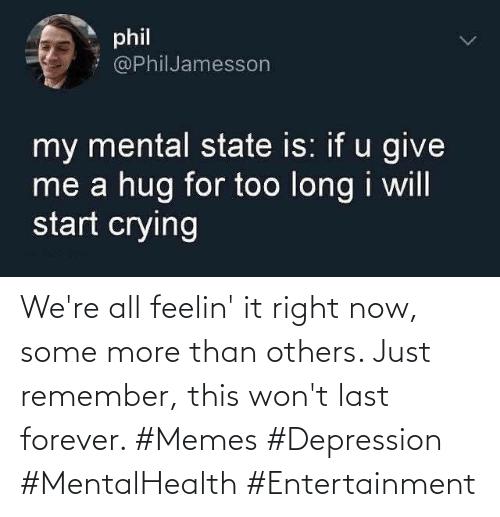 phil
@PhilJamesson
my mental state is: if u give
me a hug for too long i will
start crying
We're all feelin' it right now,
some more than others. Just
remember, this won't last
forever. #Memes #Depression
#MentalHealth #Entertainment